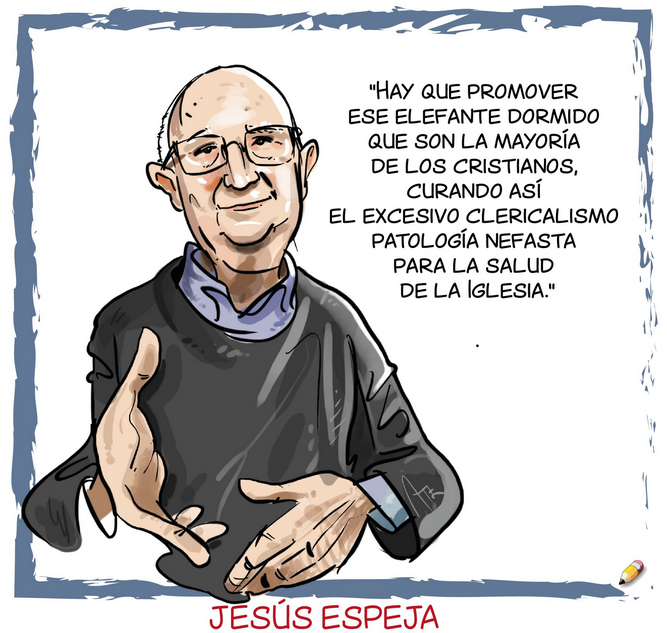 "Hay que promover
ese elefante dormido
que son la mayoría
de los cristianos,
curando así
el excesivo clericalismo
patología nefasta
para la salud
de la Iglesia."
JESÚS ESPEJA